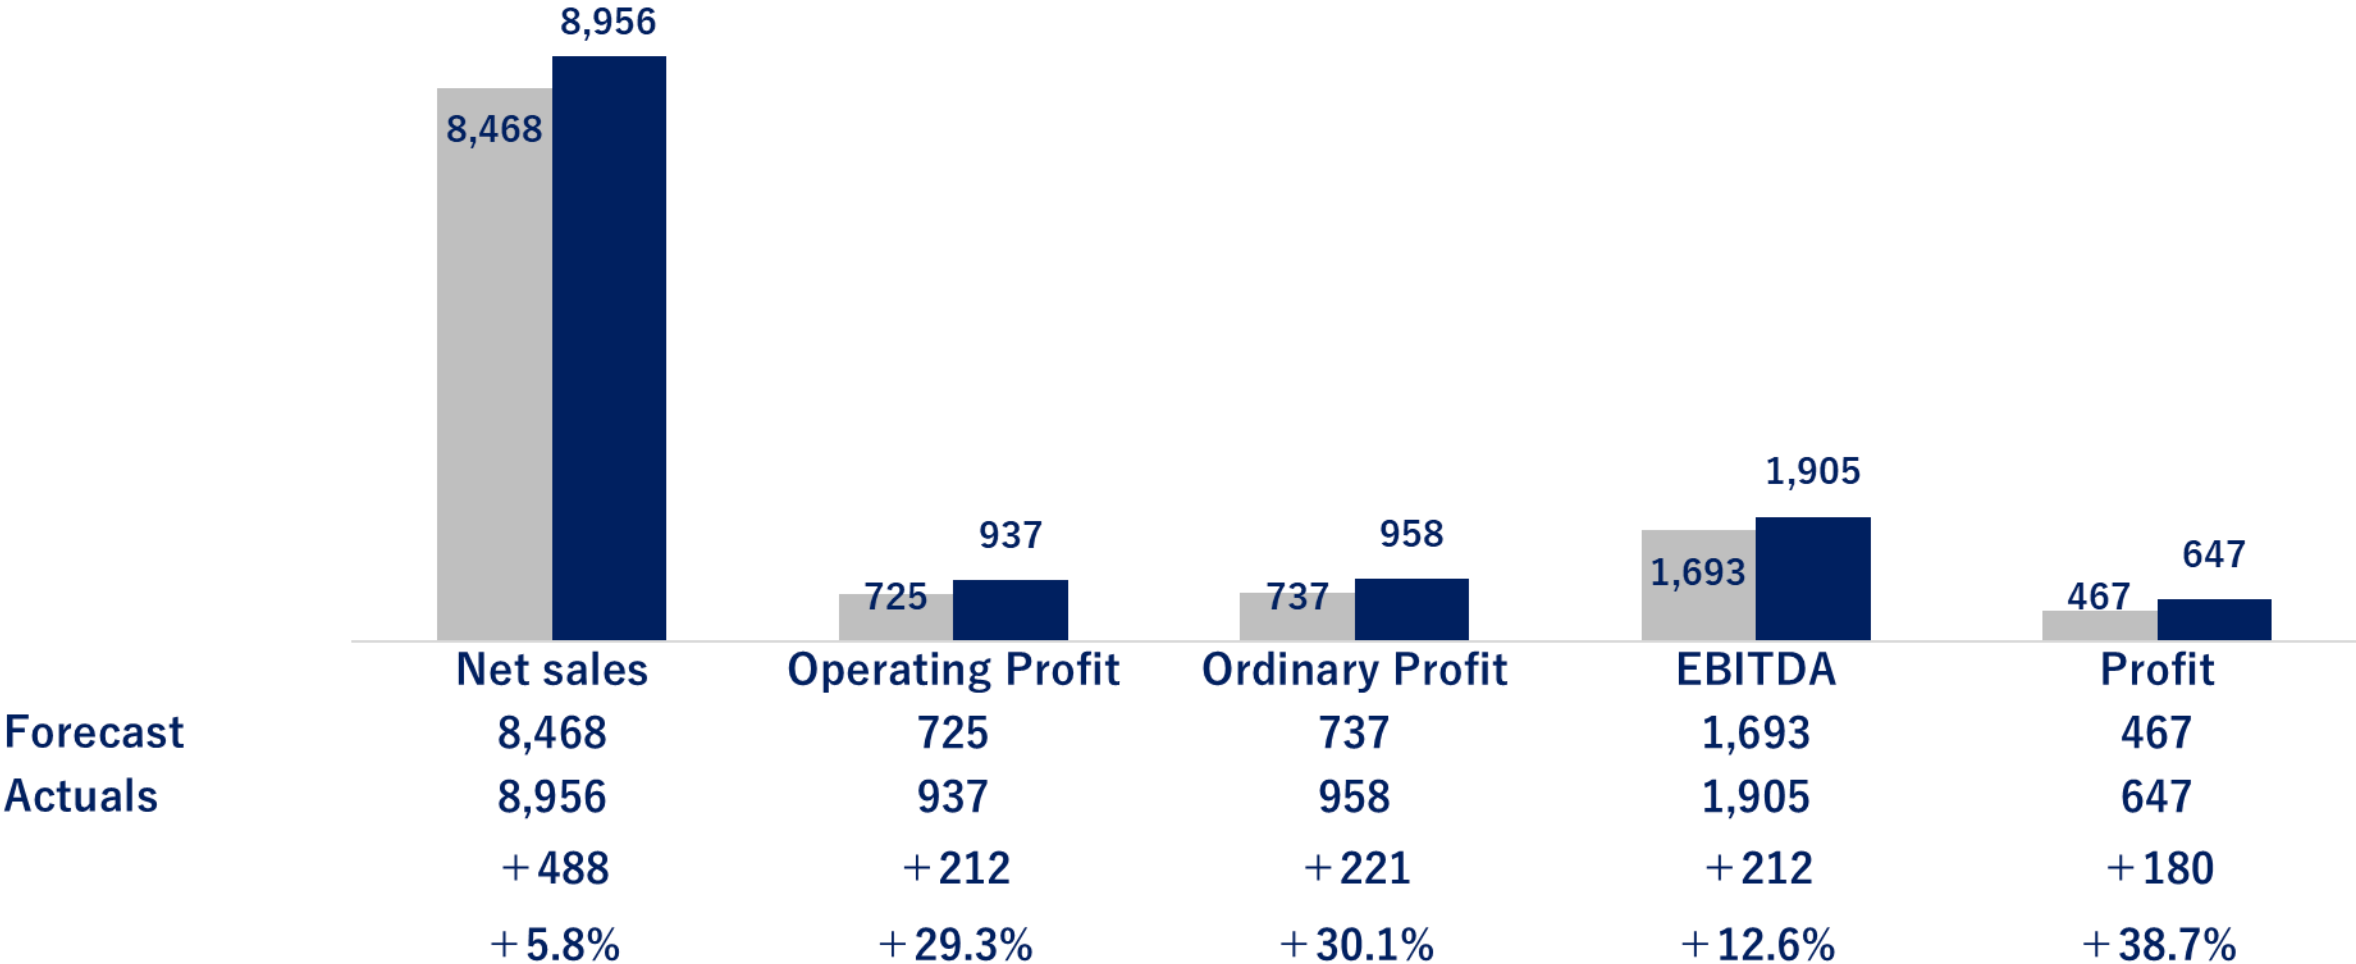 8,956
8,468
937
725
958
737
1,905
1,693
647
467
Net sales Operating Profit Ordinary Profit EBITDA Profit
Forecast 8,468 725 737 1,693 467
Actuals 8,956 937 958 1,905 647
+488 +212 +221 +212 +180
+5.8% +29.3% +30.1% +12.6% +38.7%